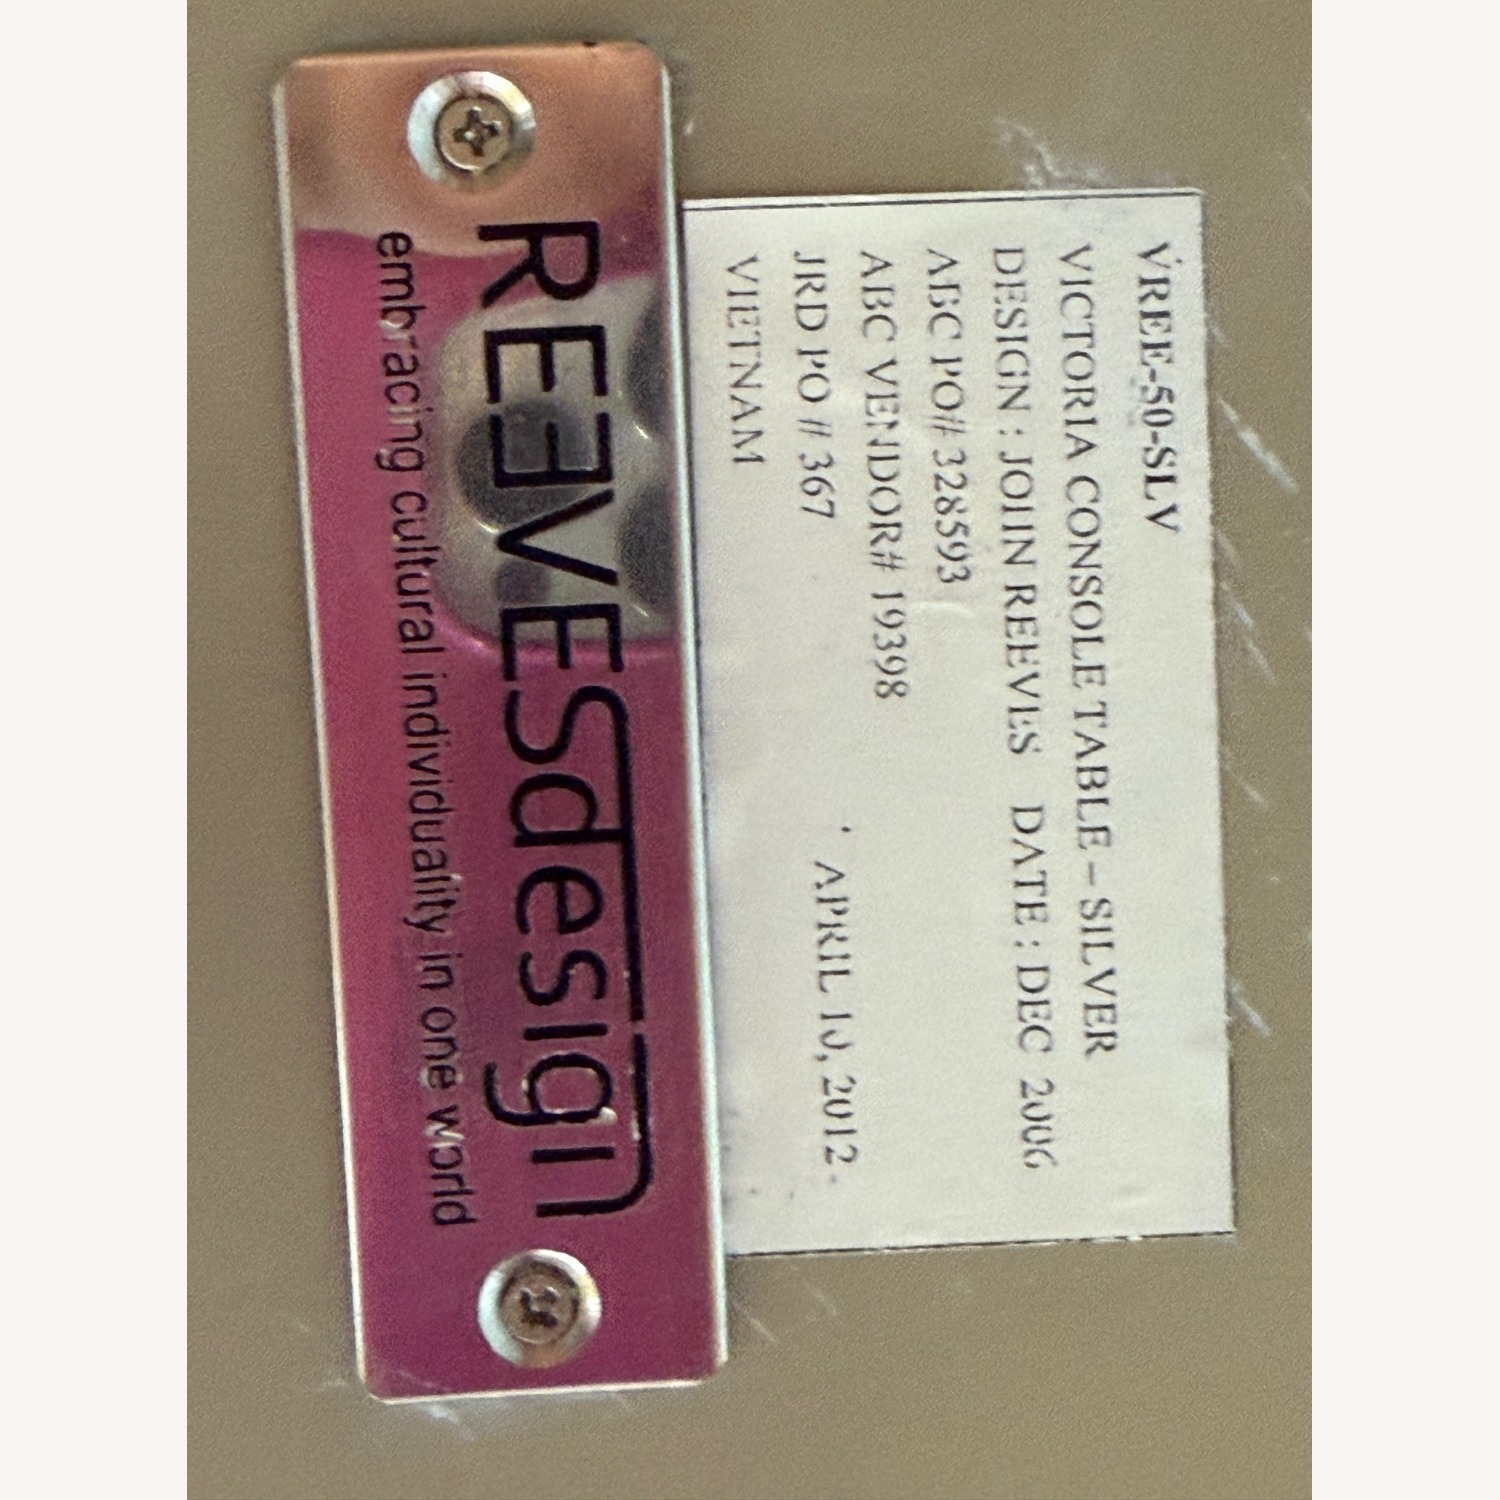 VREE-50-SLV
VICTORIA CONSOLE TABLE – SILVER
DESIGN : JOHN REEVES DATE : DEC 2006
ABC PO# 328593
ABC VENDOR# 19398
JRD PO # 367 APRIL 10, 2012
VIETNAM
REEVESdesign
embracing cultural individuality in one world